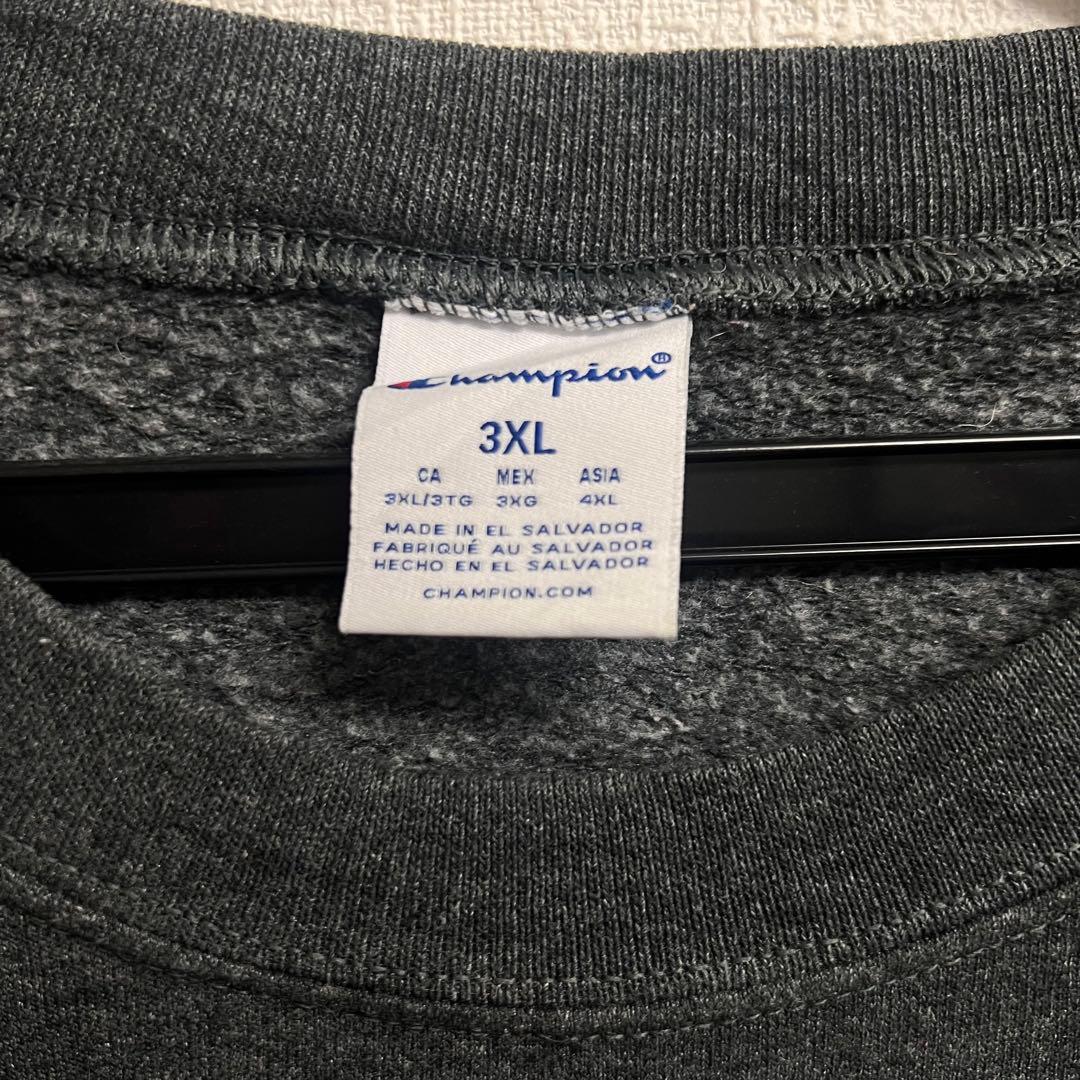 Champion®
3XL
CA MEX ASIA
3XL/3TG 3XG 4XL
MADE IN EL SALVADOR
FABRIQUÉ AU SALVADOR
HECHO EN EL SALVADOR
CHAMPION.COM